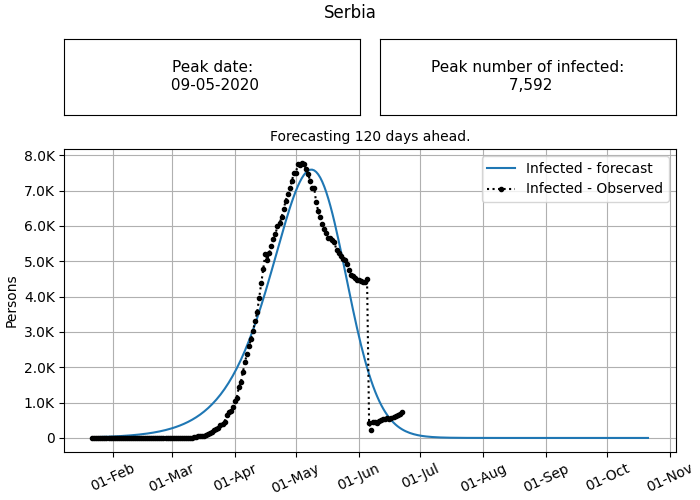 Serbia
Peak date:
09-05-2020
Peak number of infected:
7,592
Forecasting 120 days ahead.
Infected - forecast
Infected - Observed
8.0K
7.0K
6.0K
5.0K
4.0K
3.0K
2.0K
1.0K
0
Persons
01-Feb
01-Mar
01-Apr
01-May
01-Jun
01-Jul
01-Aug
01-Sep
01-Oct
01-Nov